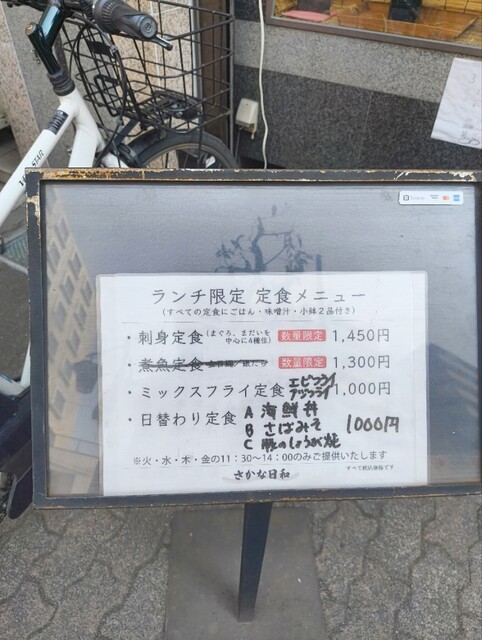 ランチ限定 定食メニュー
（すべての定食にごはん・味噌汁・小鉢２品付き）
・刺身定食（まぐろ、まだいを中心に４種位） 数量限定 1,450円
・煮魚定食 数量限定 1,300円
・ミックスフライ定食 エビフライ アジフライ 1,000円
・日替わり定食 A 海鮮丼
B さばみそ 1000円
C 豚のしょうが焼
※火・水・木・金の11：30～14：00のみご提供いたします
すべて税込価格です
さかな日和